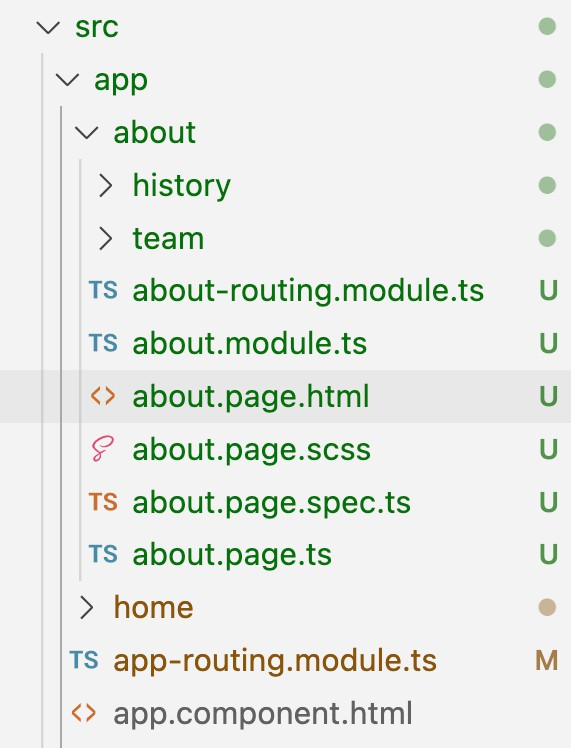 src
app
about
history
team
TS about-routing.module.ts U
TS about.module.ts U
<> about.page.html U
about.page.scss U
TS about.page.spec.ts U
TS about.page.ts U
home
TS app-routing.module.ts M
<> app.component.html